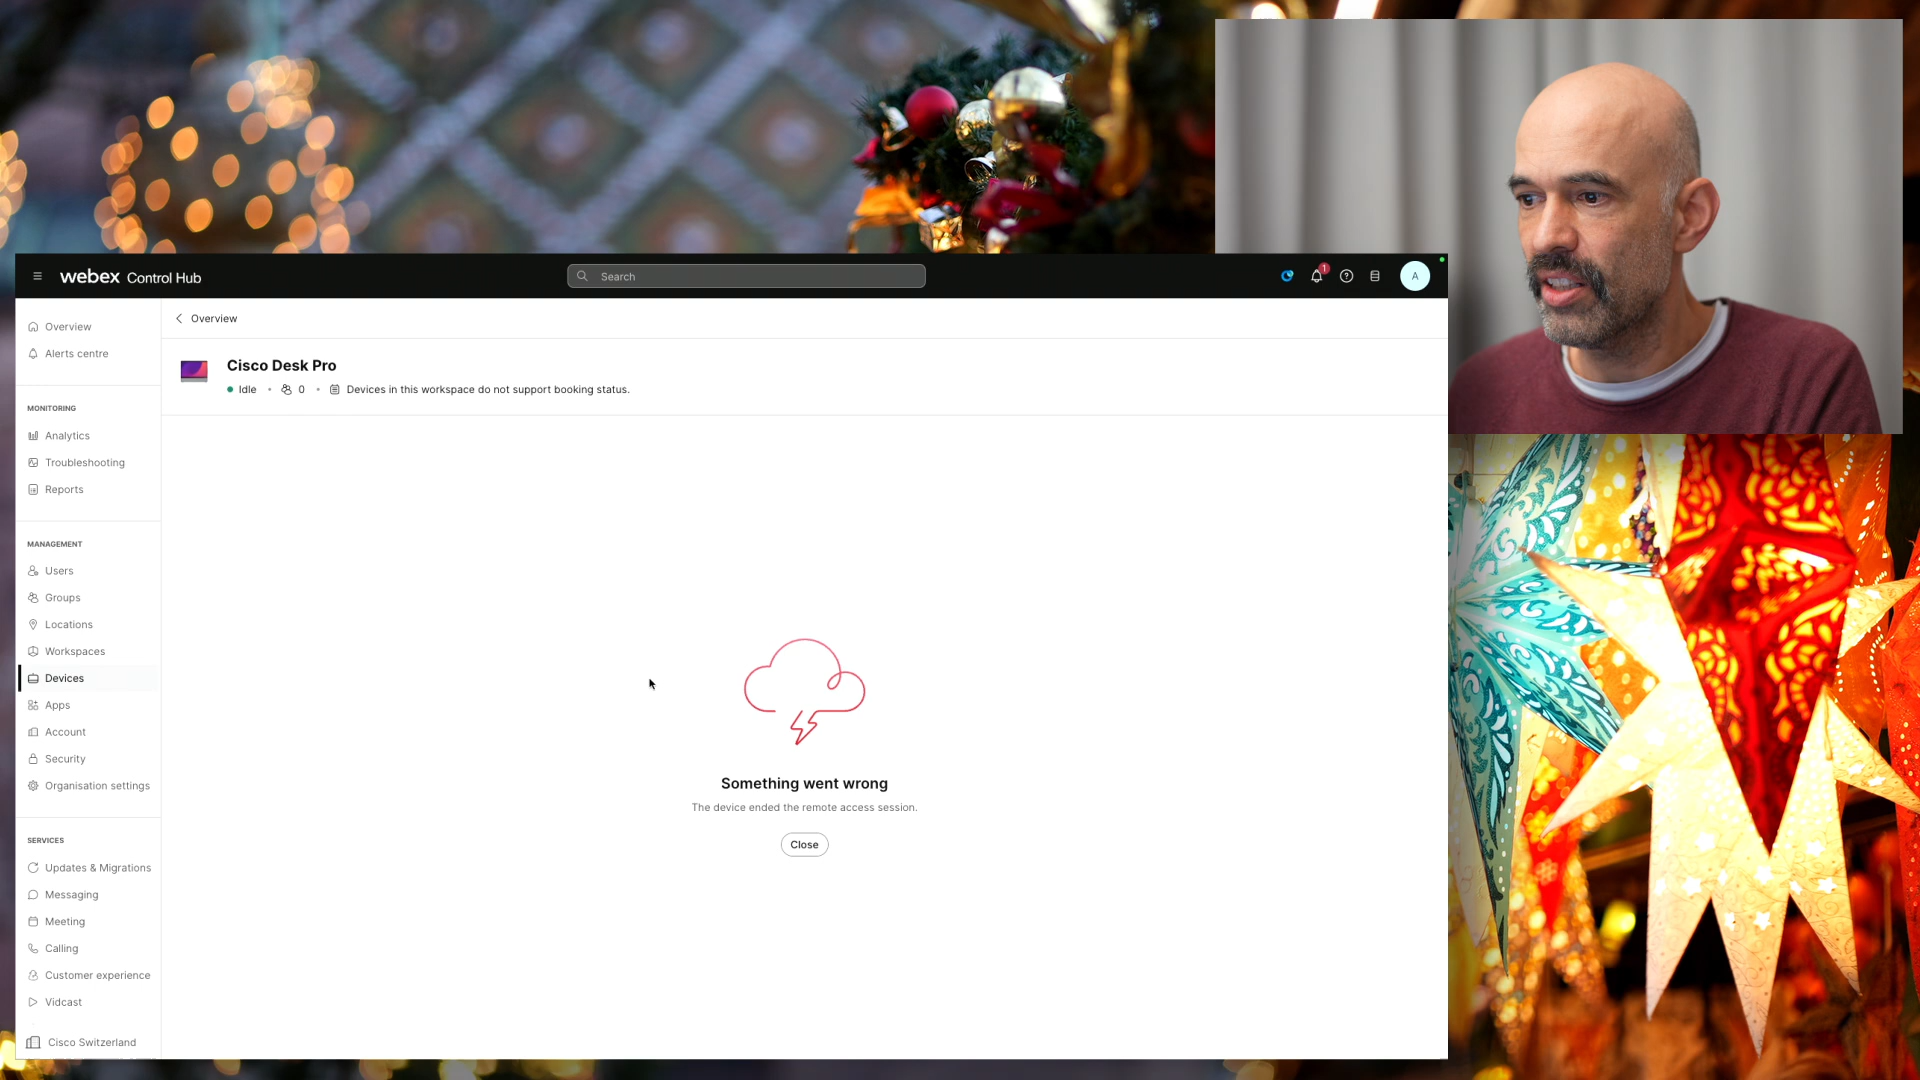 webex Control Hub
Search
1
A
Overview
Alerts centre
MONITORING
Analytics
Troubleshooting
Reports
MANAGEMENT
Users
Groups
Locations
Workspaces
Devices
Apps
Account
Security
Organisation settings
SERVICES
Updates & Migrations
Messaging
Meeting
Calling
Customer experience
Vidcast
Cisco Switzerland
Overview
Cisco Desk Pro
Idle • 0 • Devices in this workspace do not support booking status.
Something went wrong
The device ended the remote access session.
Close